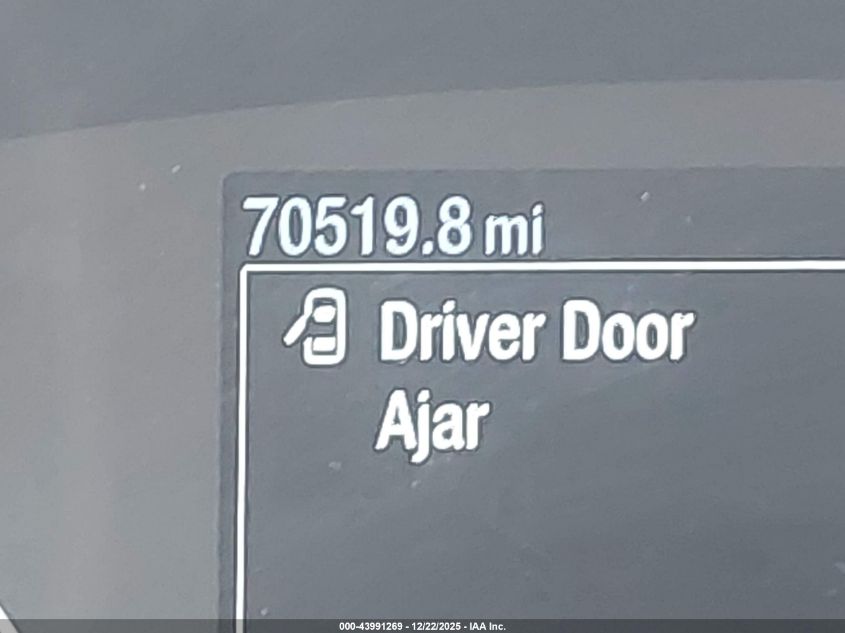 70519.8 mi
Driver Door
Ajar
000-43991269 - 12/22/2025 - IAA Inc.